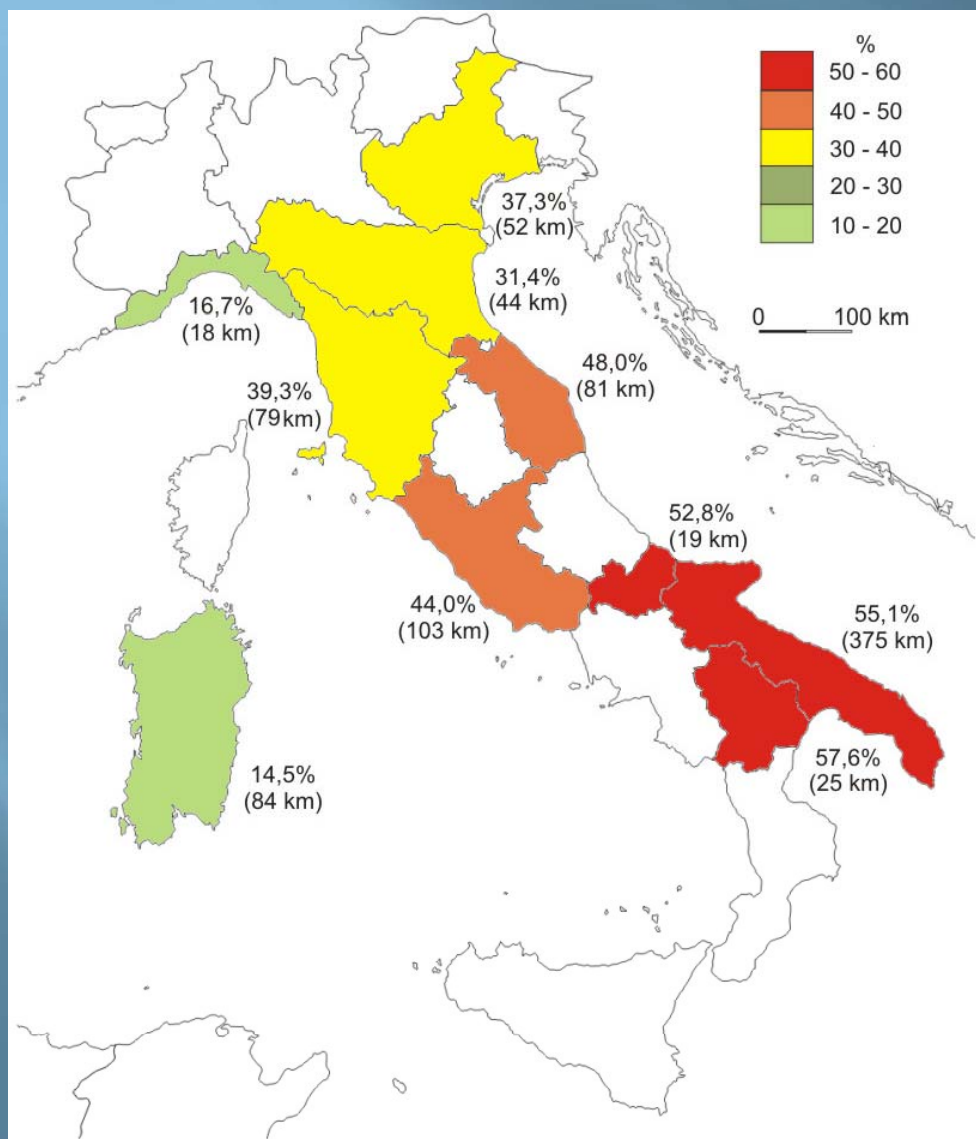 %
50 - 60
40 - 50
30 - 40
20 - 30
10 - 20
0 100 km
37,3%
(52 km)
31,4%
(44 km)
16,7%
(18 km)
48,0%
(81 km)
39,3%
(79km)
52,8%
(19 km)
44,0%
(103 km)
55,1%
(375 km)
57,6%
(25 km)
14,5%
(84 km)